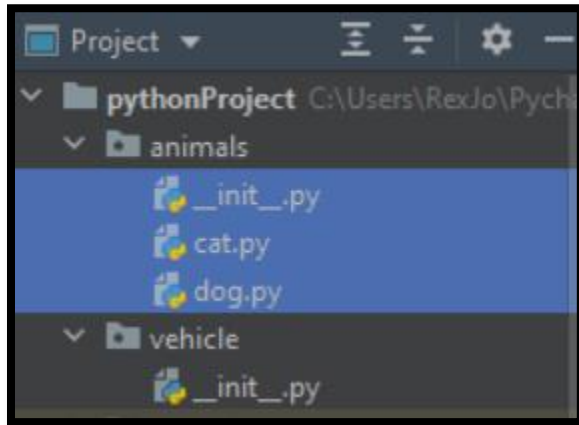 Project
pythonProject C:\Users\RexJo\Pych
animals
__init__.py
cat.py
dog.py
vehicle
__init__.py